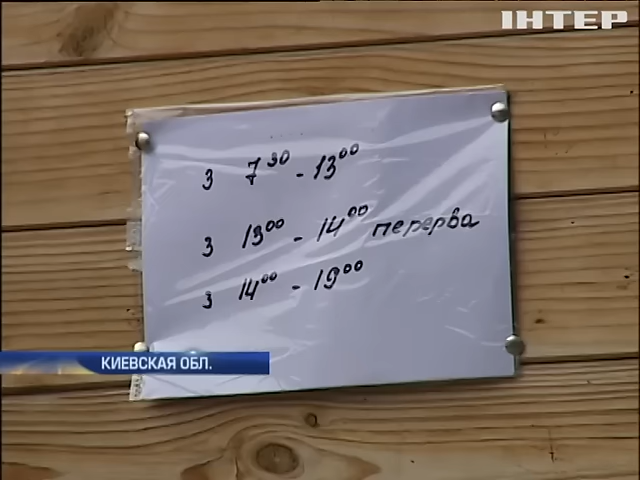 ІНТЕР
з 7³⁰ - 13⁰⁰
з 13⁰⁰ - 14⁰⁰ перерва
з 14⁰⁰ - 19⁰⁰
КИЕВСКАЯ ОБЛ.